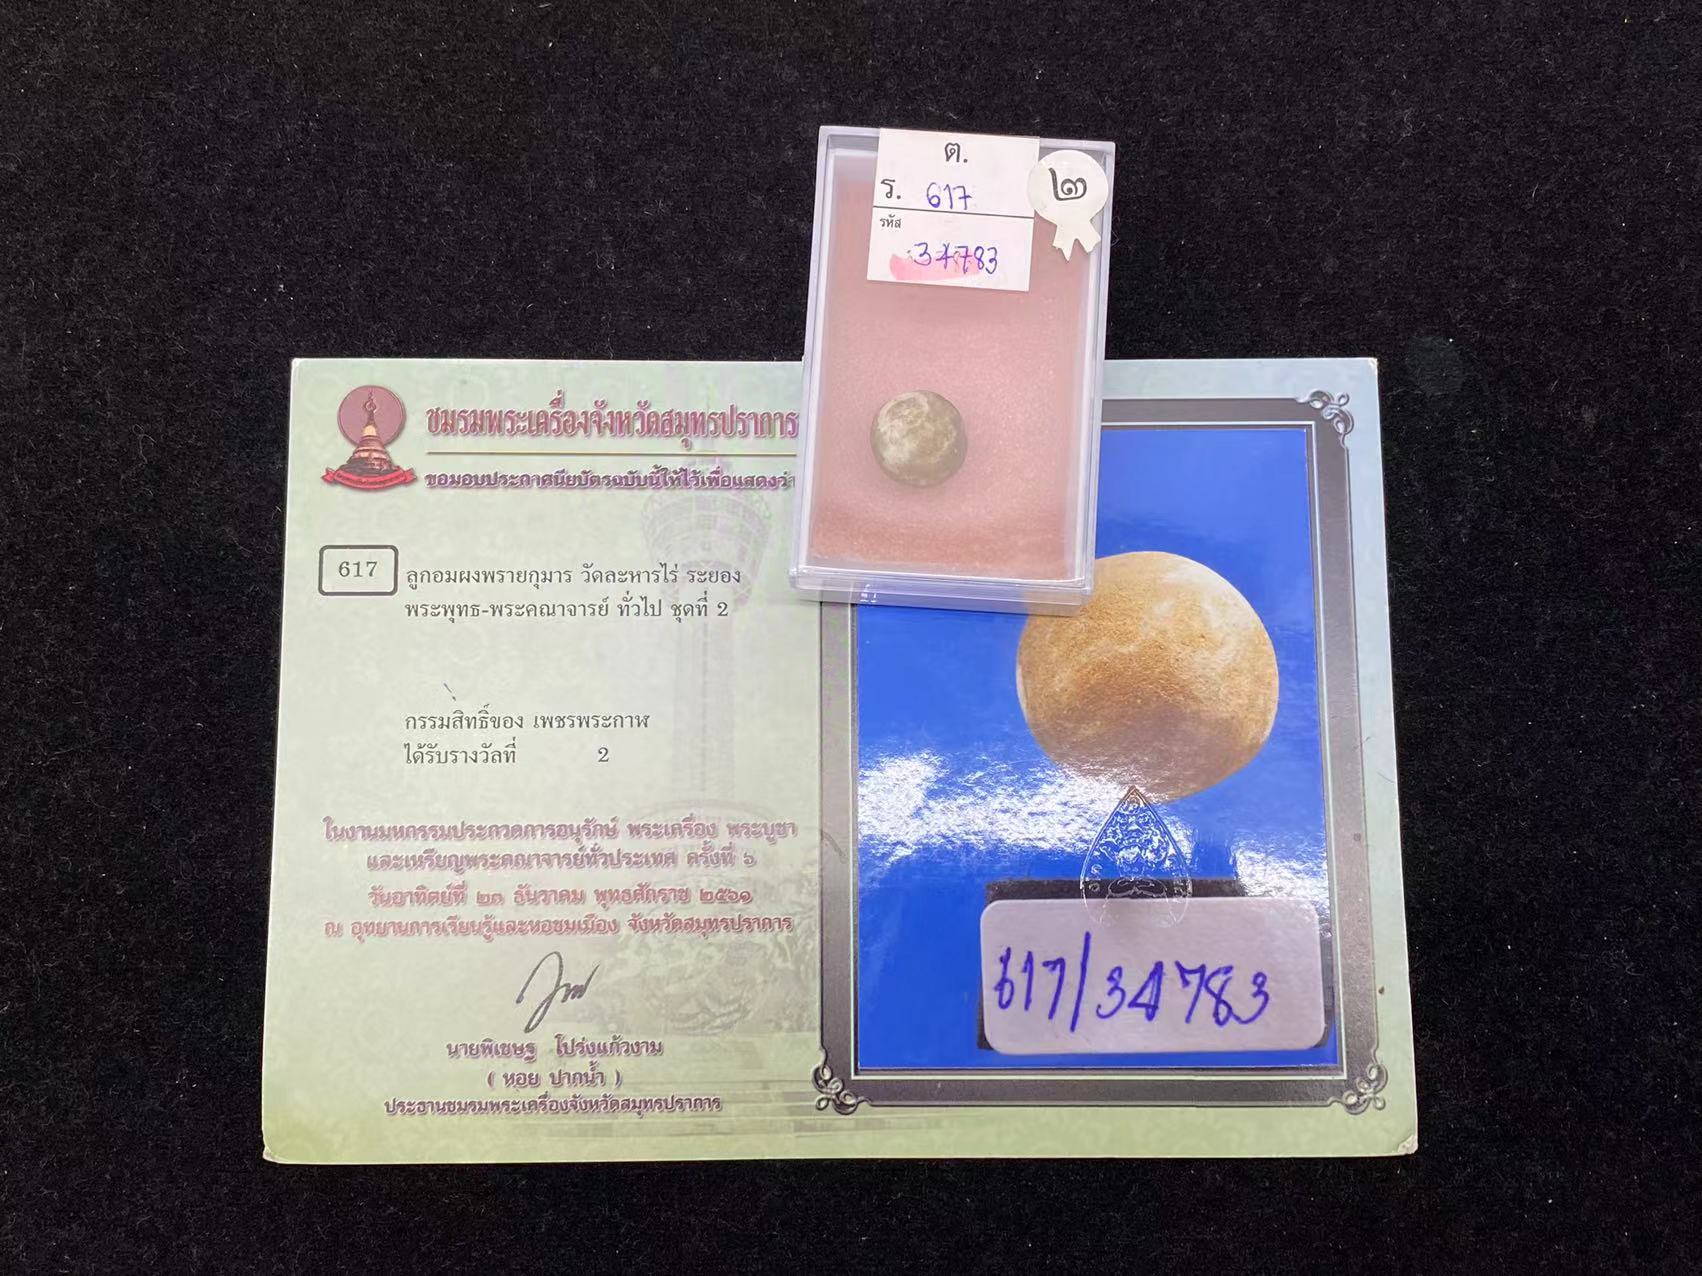 ต.
ร. 617
รหัส
34783
๒
ชมรมพระเครื่องจังหวัดสมุทรปราการ
ขอมอบประกาศนียบัตรฉบับนี้ให้ไว้เพื่อแสดงว่า
617
ลูกอมผงพรายกุมาร วัดละหารไร่ ระยอง
พระพุทธ-พระคณาจารย์ ทั่วไป ชุดที่ 2
กรรมสิทธิ์ของ เพชรพระกาฬ
ได้รับรางวัลที่ 2
ในงานมหกรรมประกวดการอนุรักษ์ พระเครื่อง พระบูชา
และเหรียญพระคณาจารย์ทั่วประเทศ ครั้งที่ ๖
วันอาทิตย์ที่ ๒๓ ธันวาคม พุทธศักราช ๒๕๖๑
ณ อุทยานการเรียนรู้และหอชมเมือง จังหวัดสมุทรปราการ
นายพิเชษฐ โปร่งแก้วงาม
( หอย ปากน้ำ )
ประธานชมรมพระเครื่องจังหวัดสมุทรปราการ
617/34783